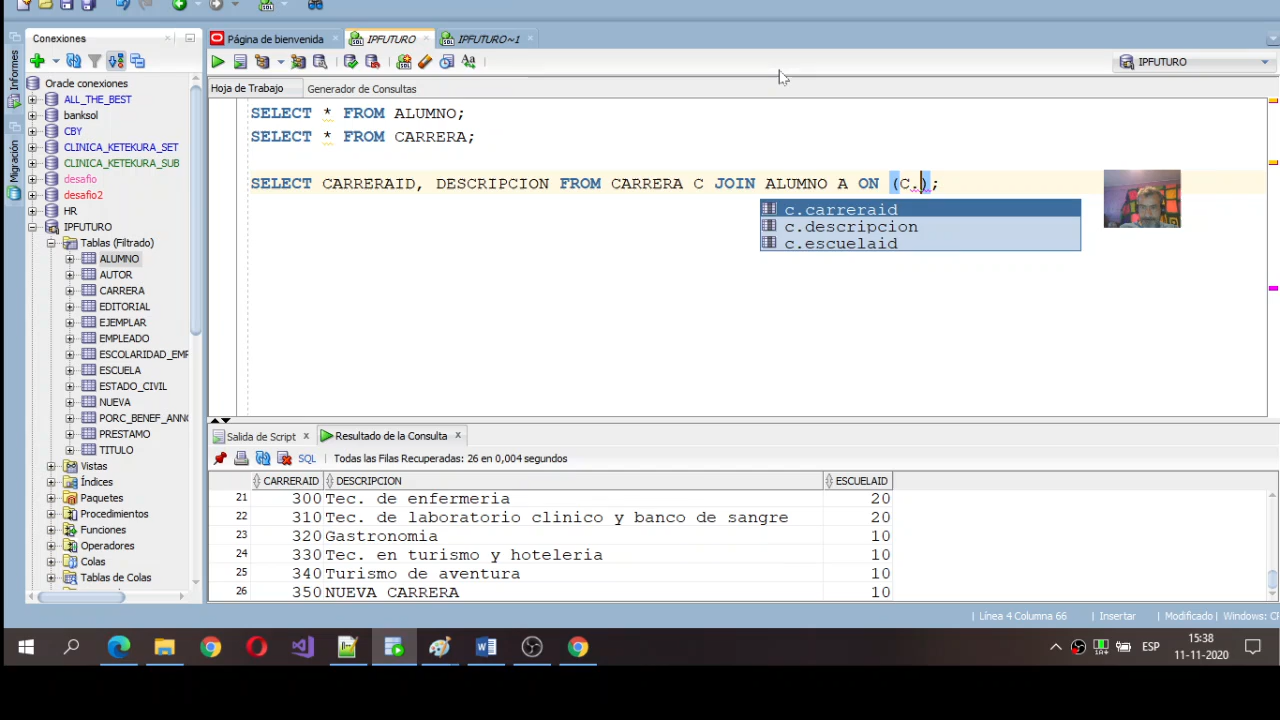 Conexiones
Página de bienvenida
IPFUTURO
IPFUTURO~1
IPFUTURO
Informes
Migración
Oracle conexiones
ALL_THE_BEST
banksol
CBY
CLINICA_KETEKURA_SET
CLINICA_KETEKURA_SUB
desafio
desafio2
HR
IPFUTURO
Tablas (Filtrado)
ALUMNO
AUTOR
CARRERA
EDITORIAL
EJEMPLAR
EMPLEADO
ESCOLARIDAD_EMP
ESCUELA
ESTADO_CIVIL
NUEVA
PORC_BENEF_ANNO
PRESTAMO
TITULO
Vistas
Índices
Paquetes
Procedimientos
Funciones
Operadores
Colas
Tablas de Colas
Hoja de Trabajo
Generador de Consultas
SELECT * FROM ALUMNO;
SELECT * FROM CARRERA;
SELECT CARRERAID, DESCRIPCION FROM CARRERA C JOIN ALUMNO A ON (C.);
c.carreraid
c.descripcion
c.escuelaid
Salida de Script
Resultado de la Consulta
SQL
Todas las Filas Recuperadas: 26 en 0,004 segundos
CARRERAID DESCRIPCION ESCUELAID
21 300 Tec. de enfermeria 20
22 310 Tec. de laboratorio clinico y banco de sangre 20
23 320 Gastronomia 10
24 330 Tec. en turismo y hoteleria 10
25 340 Turismo de aventura 10
26 350 NUEVA CARRERA 10
Línea 4 Columna 66
Insertar
Modificado
Windows: CF
ESP
15:38
11-11-2020